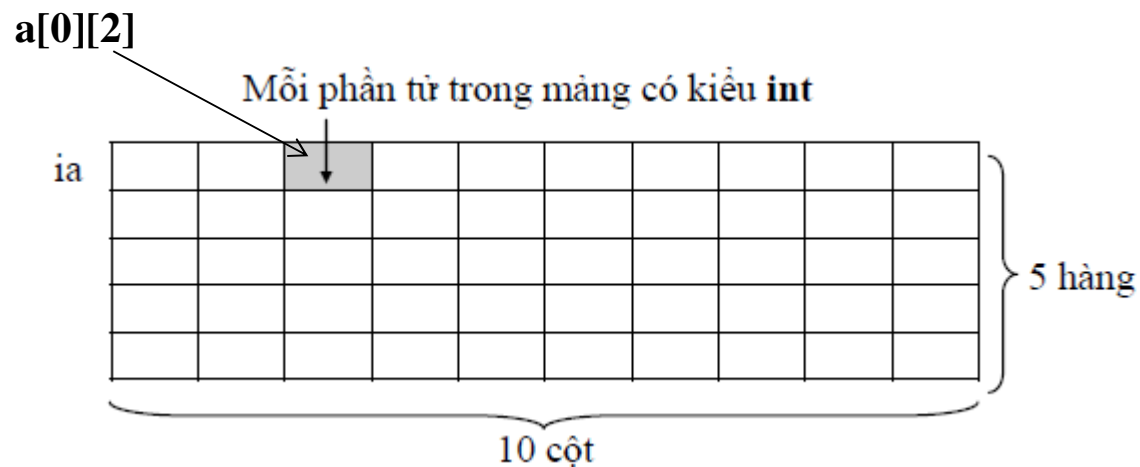 a[0][2]
Mỗi phần tử trong mảng có kiểu int
ia
5 hàng
10 cột